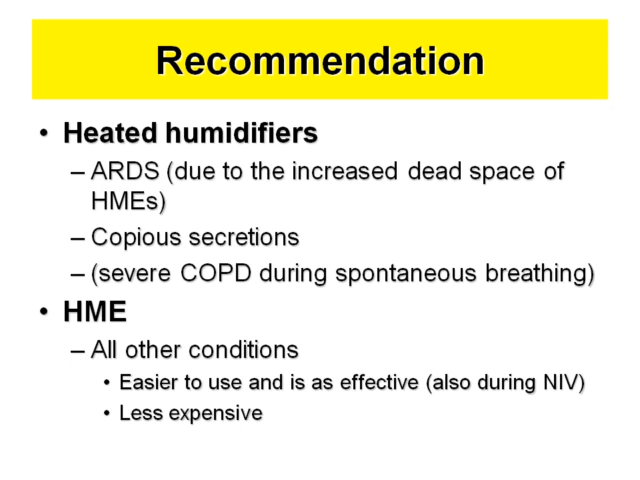 Recommendation
• Heated humidifiers
– ARDS (due to the increased dead space of
HMEs)
– Copious secretions
– (severe COPD during spontaneous breathing)
• HME
– All other conditions
• Easier to use and is as effective (also during NIV)
• Less expensive